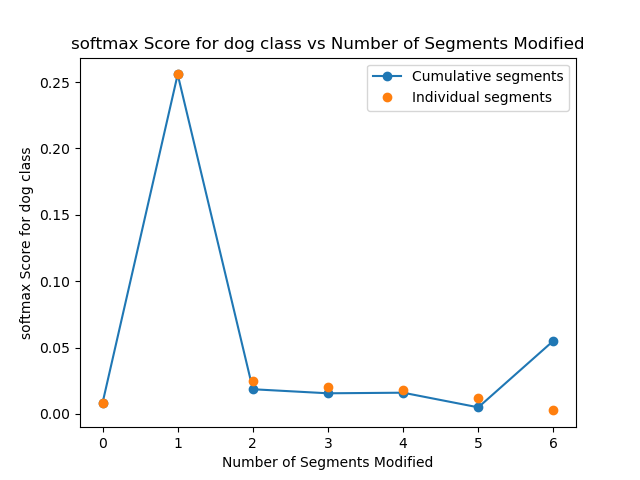 softmax Score for dog class vs Number of Segments Modified
Cumulative segments
Individual segments
softmax Score for dog class
0.25
0.20
0.15
0.10
0.05
0.00
0 1 2 3 4 5 6
Number of Segments Modified